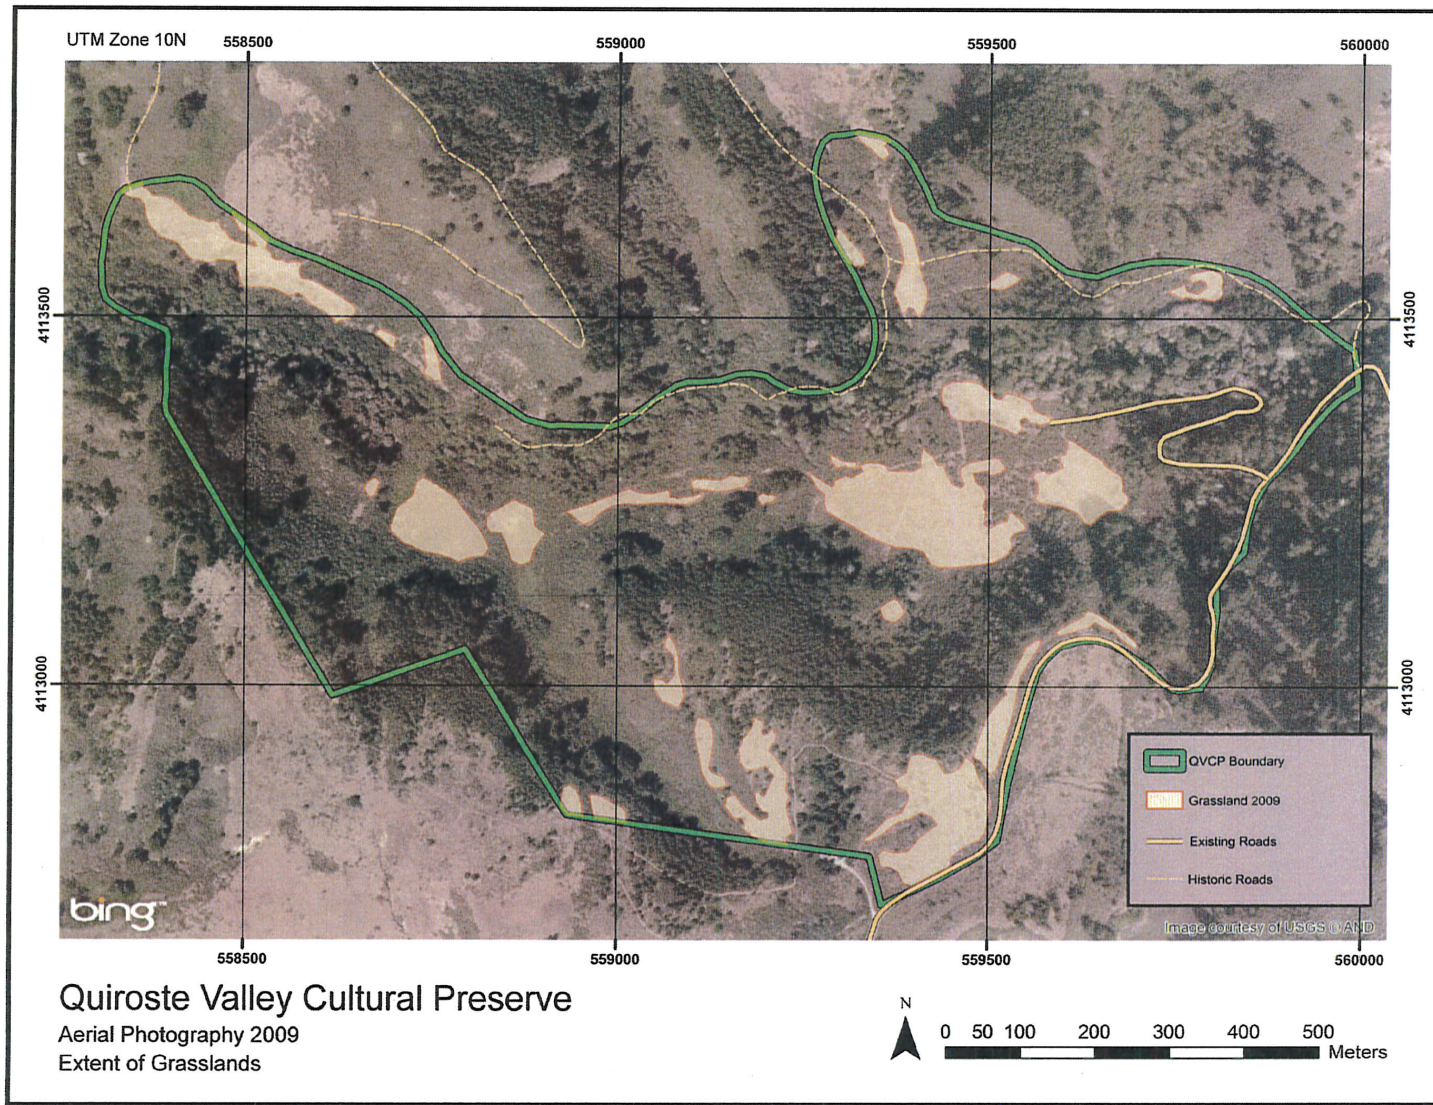 UTM Zone 10N
558500
559000
559500
560000
4113500
4113500
4113000
4113000
QVCP Boundary
Grassland 2009
Existing Roads
Historic Roads
bing™
Image courtesy of USGS © AND
558500
559000
559500
560000
Quiroste Valley Cultural Preserve
Aerial Photography 2009
Extent of Grasslands
N
0 50 100 200 300 400 500
Meters